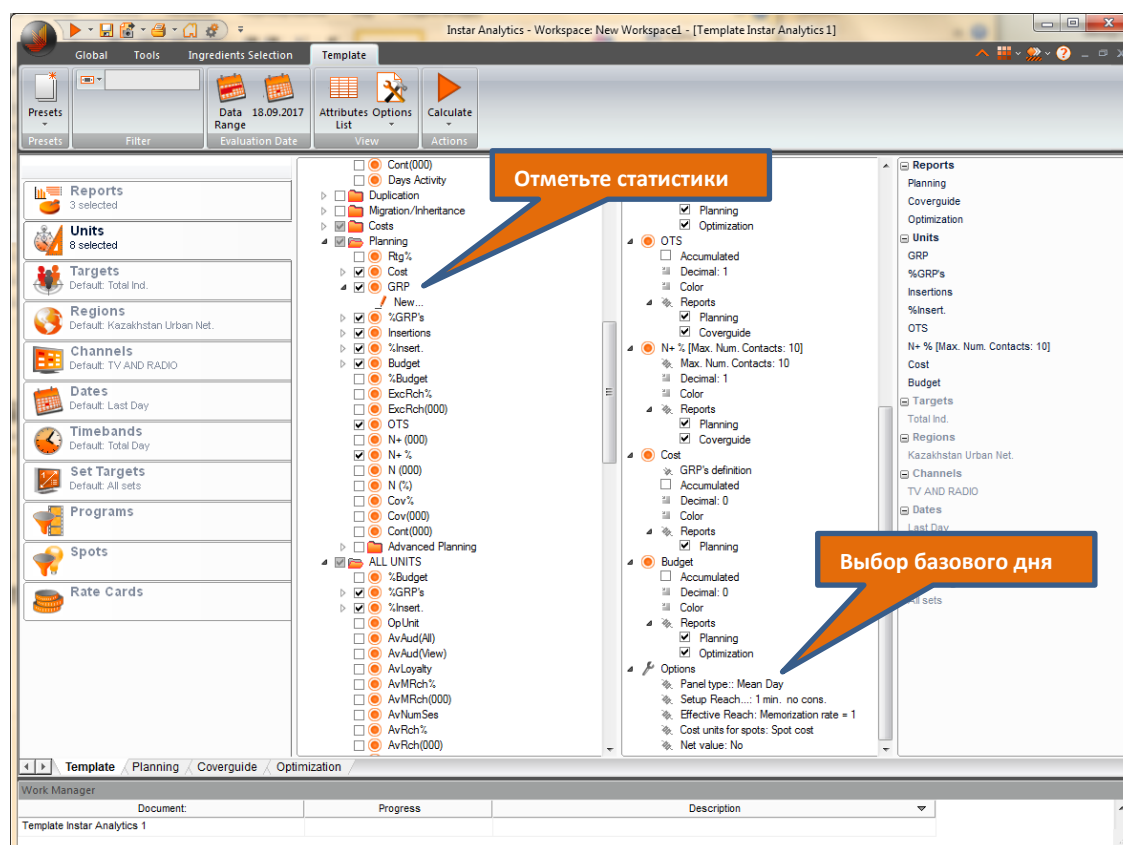 Instar Analytics - Workspace: New Workspace1 - [Template Instar Analytics 1]
Global Tools Ingredients Selection Template
Presets
Data Range
18.09.2017
Attributes List
Options
Calculate
Presets Filter Evaluation Date View Actions
Reports
3 selected
Units
8 selected
Targets
Default: Total Ind.
Regions
Default: Kazakhstan Urban Net.
Channels
Default: TV AND RADIO
Dates
Default: Last Day
Timebands
Default: Total Day
Set Targets
Default: All sets
Programs
Spots
Rate Cards
Cont(000)
Days Activity
Duplication
Migration/Inheritance
Costs
Planning
Rtg%
Cost
GRP
New...
%GRP's
Insertions
%Insert.
Budget
%Budget
ExcRch%
ExcRch(000)
OTS
N+ (000)
N+ %
N (000)
N (%)
Cov%
Cov(000)
Cont(000)
Advanced Planning
ALL UNITS
%Budget
%GRP's
%Insert.
OpUnit
AvAud(All)
AvAud(View)
AvLoyalty
AvMRch%
AvMRch(000)
AvNumSes
AvRch%
AvRch(000)
Отметьте статистики
Planning
Optimization
OTS
Accumulated
Decimal: 1
Color
Reports
Planning
Coverguide
N+ % [Max. Num. Contacts: 10]
Max. Num. Contacts: 10
Decimal: 1
Color
Reports
Planning
Coverguide
Cost
GRP's definition
Accumulated
Decimal: 0
Color
Reports
Planning
Budget
Accumulated
Decimal: 0
Color
Reports
Planning
Optimization
Options
Panel type:: Mean Day
Setup Reach...: 1 min. no cons.
Effective Reach: Memorization rate = 1
Cost units for spots: Spot cost
Net value: No
Reports
Planning
Coverguide
Optimization
Units
GRP
%GRP's
Insertions
%Insert.
OTS
N+ % [Max. Num. Contacts: 10]
Cost
Budget
Targets
Total Ind.
Regions
Kazakhstan Urban Net.
Channels
TV AND RADIO
Dates
Last Day
Выбор базового дня
All sets
Template Planning Coverguide Optimization
Work Manager
Document: Progress Description
Template Instar Analytics 1